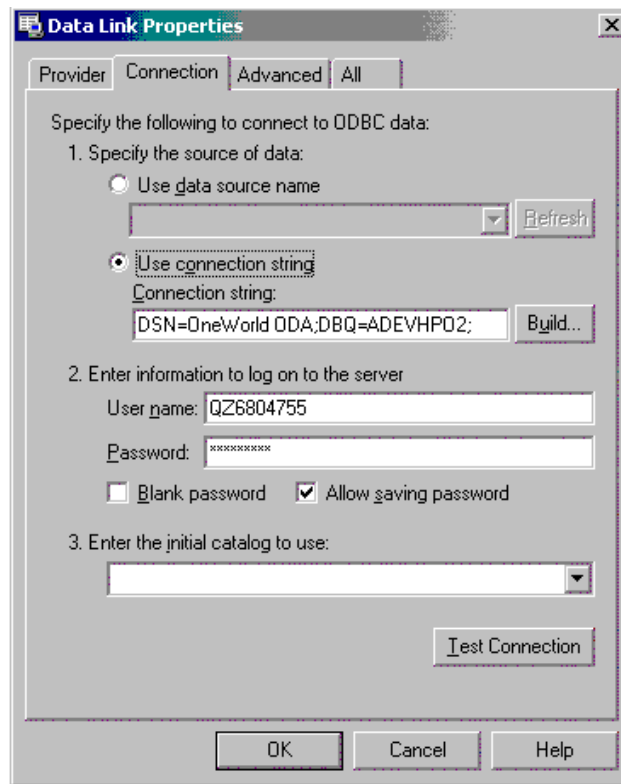 Data Link Properties
Provider Connection Advanced All
Specify the following to connect to ODBC data:
1. Specify the source of data:
Use data source name
Refresh
Use connection string
Connection string:
DSN=OneWorld ODA;DBQ=ADEVHPO2; Build...
2. Enter information to log on to the server
User name: QZ6804755
Password: *********
Blank password Allow saving password
3. Enter the initial catalog to use:
Test Connection
OK Cancel Help